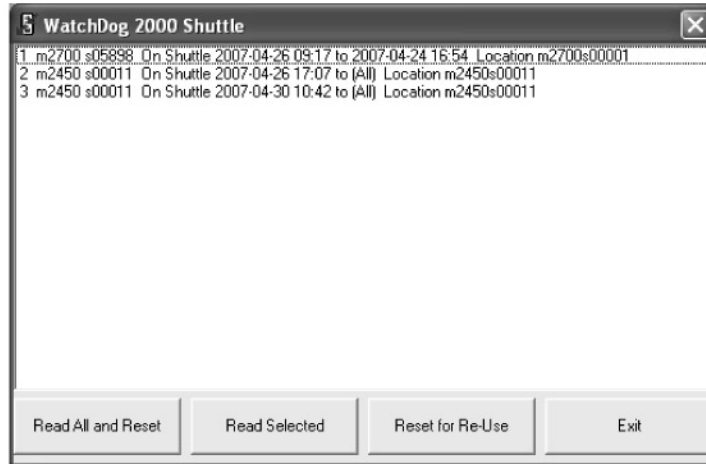 WatchDog 2000 Shuttle
1 m2700 s05898 On Shuttle 2007-04-26 09:17 to 2007-04-24 16:54 Location m2700s00001
2 m2450 s00011 On Shuttle 2007-04-26 17:07 to (All) Location m2450s00011
3 m2450 s00011 On Shuttle 2007-04-30 10:42 to (All) Location m2450s00011
Read All and Reset Read Selected Reset for Re-Use Exit